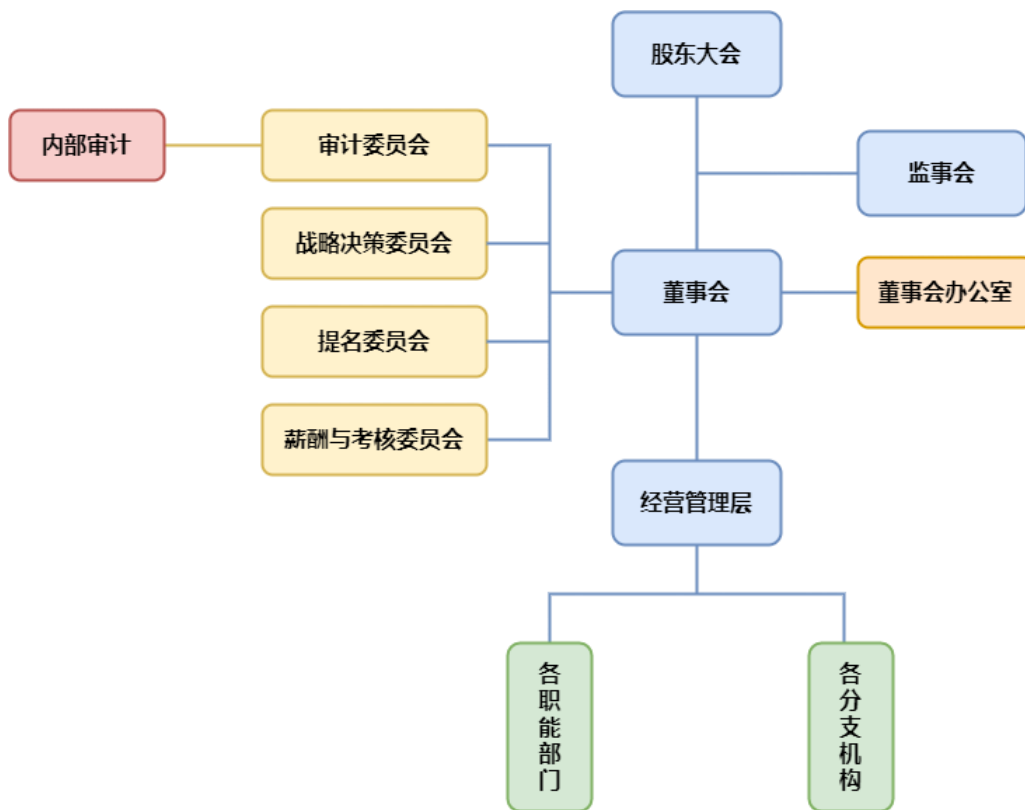 股东大会
内部审计
审计委员会
监事会
战略决策委员会
董事会
董事会办公室
提名委员会
薪酬与考核委员会
经营管理层
各职能部门
各分支机构